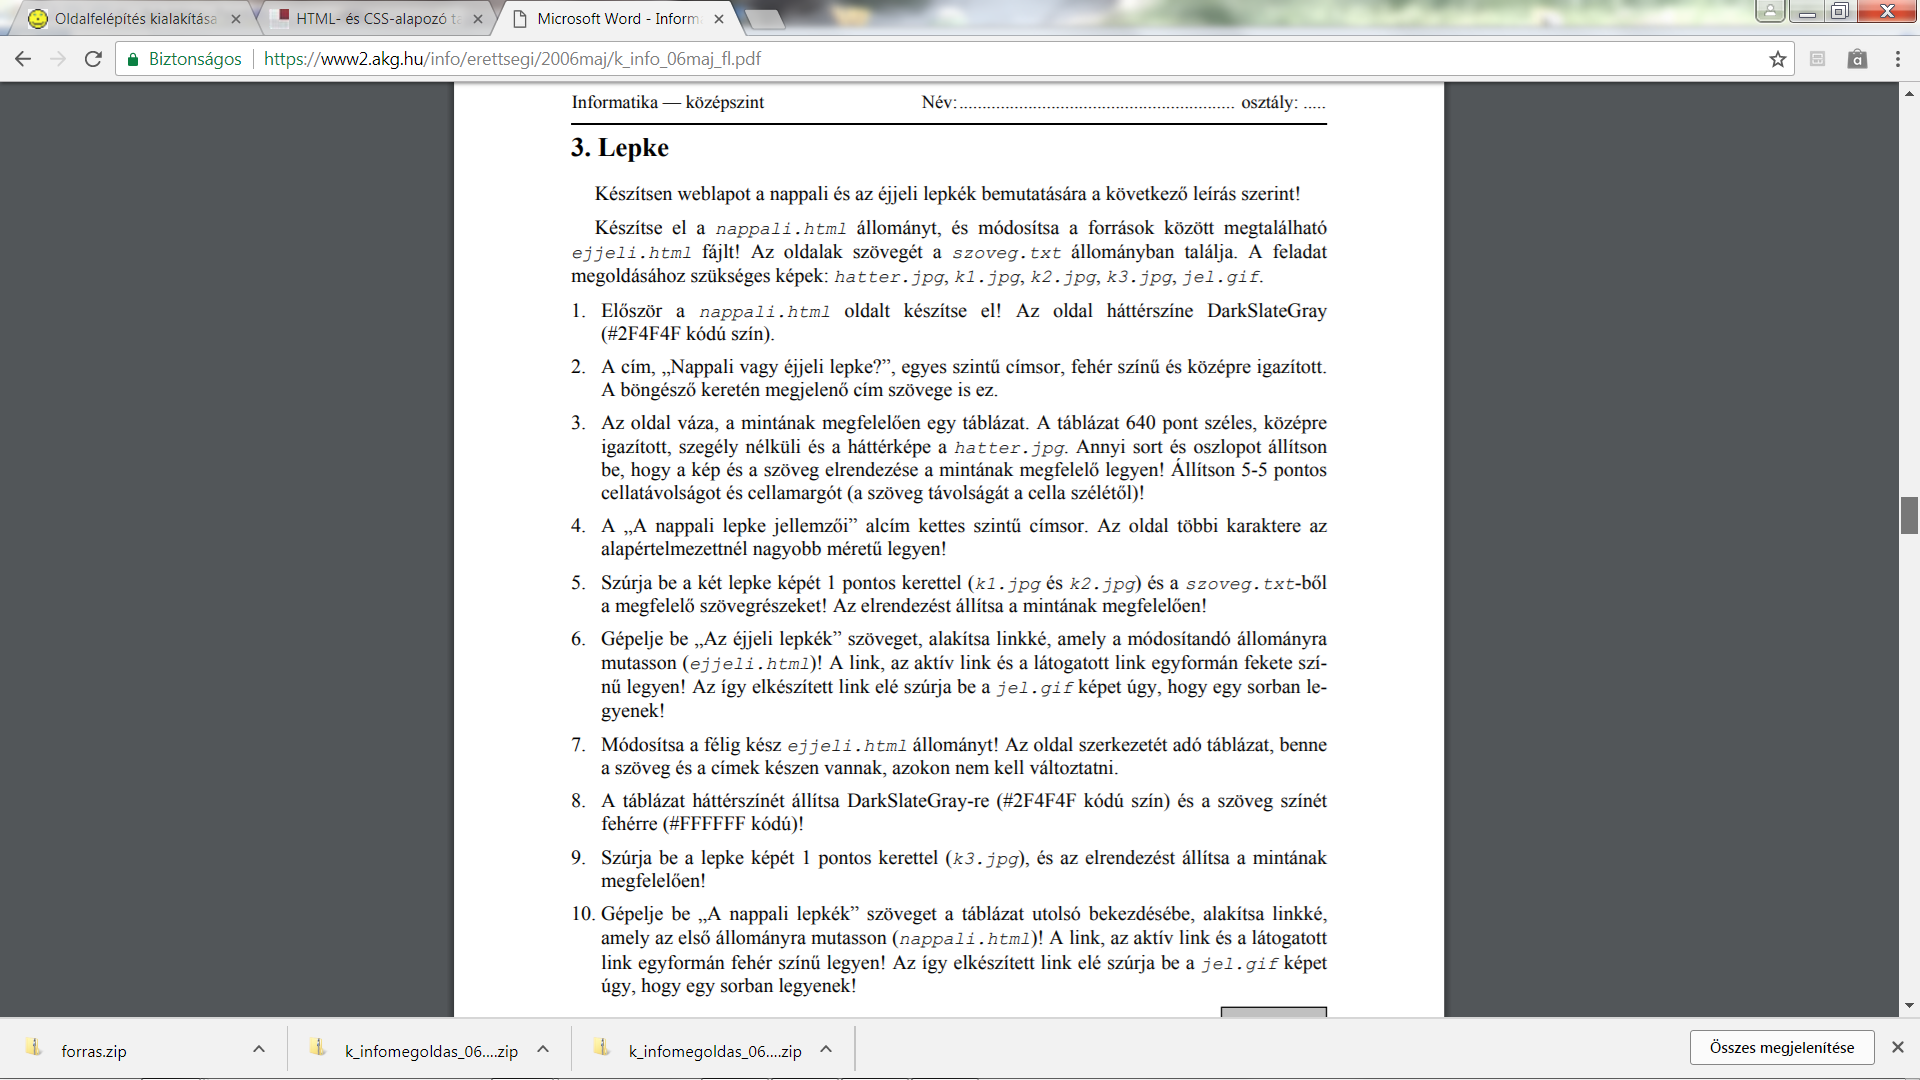 Oldalfelépítés kialakítása
HTML- és CSS-alapozó ta
Microsoft Word - Informa
Biztonságos
https://www2.akg.hu/info/erettsegi/2006maj/k_info_06maj_fl.pdf
Informatika — középszint Név:............................................................ osztály: .....
3. Lepke
Készítsen weblapot a nappali és az éjjeli lepkék bemutatására a következő leírás szerint!
Készítse el a nappali.html állományt, és módosítsa a források között megtalálható
ejjeli.html fájlt! Az oldalak szövegét a szoveg.txt állományban találja. A feladat
megoldásához szükséges képek: hatter.jpg, k1.jpg, k2.jpg, k3.jpg, jel.gif.
1. Először a nappali.html oldalt készítse el! Az oldal háttérszíne DarkSlateGray
(#2F4F4F kódú szín).
2. A cím, „Nappali vagy éjjeli lepke?”, egyes szintű címsor, fehér színű és középre igazított.
A böngésző keretén megjelenő cím szövege is ez.
3. Az oldal váza, a mintának megfelelően egy táblázat. A táblázat 640 pont széles, középre
igazított, szegély nélküli és a háttérképe a hatter.jpg. Annyi sort és oszlopot állítson
be, hogy a kép és a szöveg elrendezése a mintának megfelelő legyen! Állítson 5-5 pontos
cellatávolságot és cellamargót (a szöveg távolságát a cella szélétől)!
4. A „A nappali lepke jellemzői” alcím kettes szintű címsor. Az oldal többi karaktere az
alapértelmezettnél nagyobb méretű legyen!
5. Szúrja be a két lepke képét 1 pontos kerettel (k1.jpg és k2.jpg) és a szoveg.txt-ből
a megfelelő szövegrészeket! Az elrendezést állítsa a mintának megfelelően!
6. Gépelje be „Az éjjeli lepkék” szöveget, alakítsa linkké, amely a módosítandó állományra
mutasson (ejjeli.html)! A link, az aktív link és a látogatott link egyformán fekete szí-
nű legyen! Az így elkészített link elé szúrja be a jel.gif képet úgy, hogy egy sorban le-
gyenek!
7. Módosítsa a félig kész ejjeli.html állományt! Az oldal szerkezetét adó táblázat, benne
a szöveg és a címek készen vannak, azokon nem kell változtatni.
8. A táblázat háttérszínét állítsa DarkSlateGray-re (#2F4F4F kódú szín) és a szöveg színét
fehérre (#FFFFFF kódú)!
9. Szúrja be a lepke képét 1 pontos kerettel (k3.jpg), és az elrendezést állítsa a mintának
megfelelően!
10. Gépelje be „A nappali lepkék” szöveget a táblázat utolsó bekezdésébe, alakítsa linkké,
amely az első állományra mutasson (nappali.html)! A link, az aktív link és a látogatott
link egyformán fehér színű legyen! Az így elkészített link elé szúrja be a jel.gif képet
úgy, hogy egy sorban legyenek!
forras.zip
k_infomegoldas_06....zip
k_infomegoldas_06....zip
Összes megjelenítése